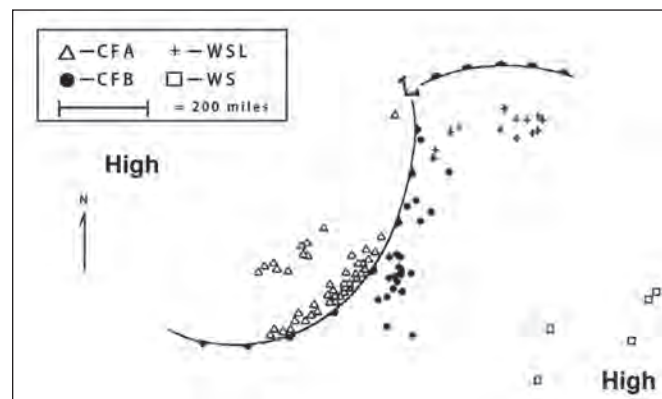 △ — CFA + — WSL
● — CFB □ — WS
= 200 miles
High
N
L
High